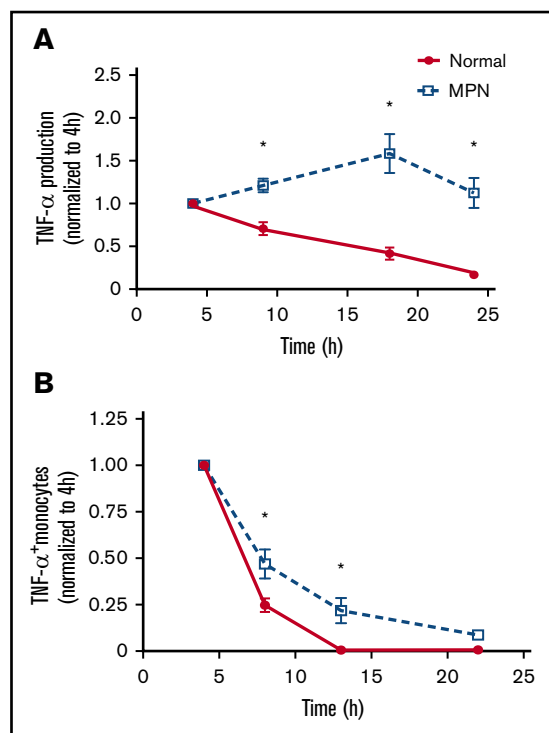 A
Normal
MPN
TNF-α production
(normalized to 4h)
2.5
2.0
1.5
1.0
0.5
0
*
*
*
0 5 10 15 20 25
Time (h)
B
TNF-α⁺monocytes
(normalized to 4h)
1.25
1.00
0.75
0.50
0.25
0
*
*
0 5 10 15 20 25
Time (h)